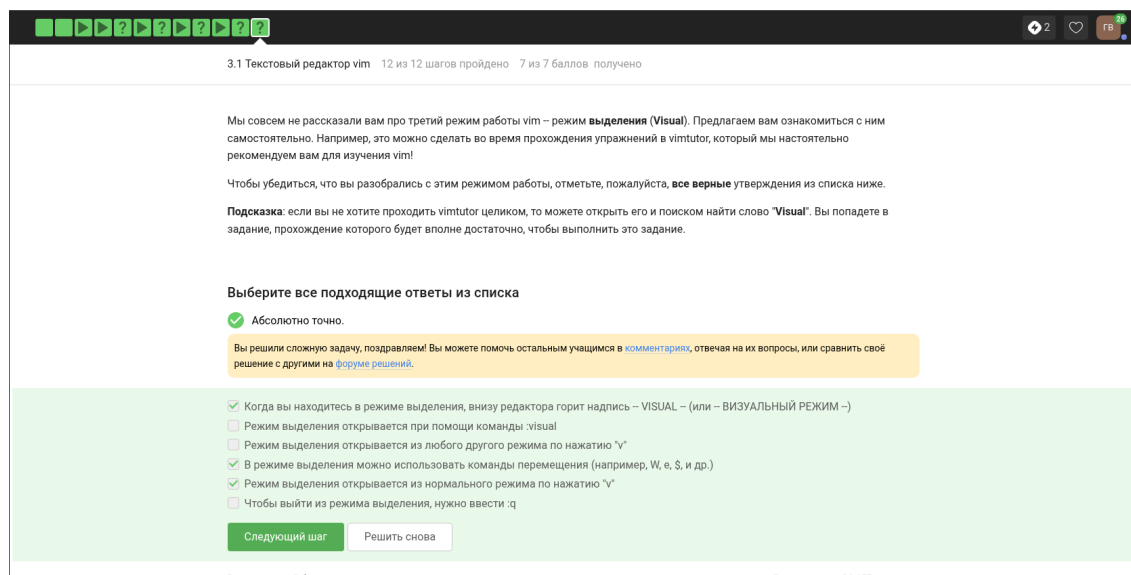 ? ? ? ? ?
2 ГВ 26
3.1 Текстовый редактор vim 12 из 12 шагов пройдено 7 из 7 баллов получено
Мы совсем не рассказали вам про третий режим работы vim -- режим выделения (Visual). Предлагаем вам ознакомиться с ним
самостоятельно. Например, это можно сделать во время прохождения упражнений в vimtutor, который мы настоятельно
рекомендуем вам для изучения vim!
Чтобы убедиться, что вы разобрались с этим режимом работы, отметьте, пожалуйста, все верные утверждения из списка ниже.
Подсказка: если вы не хотите проходить vimtutor целиком, то можете открыть его и поиском найти слово "Visual". Вы попадете в
задание, прохождение которого будет вполне достаточно, чтобы выполнить это задание.
Выберите все подходящие ответы из списка
Абсолютно точно.
Вы решили сложную задачу, поздравляем! Вы можете помочь остальным учащимся в комментариях, отвечая на их вопросы, или сравнить своё
решение с другими на форуме решений.
Когда вы находитесь в режиме выделения, внизу редактора горит надпись -- VISUAL -- (или -- ВИЗУАЛЬНЫЙ РЕЖИМ --)
Режим выделения открывается при помощи команды :visual
Режим выделения открывается из любого другого режима по нажатию "v"
В режиме выделения можно использовать команды перемещения (например, W, e, $, и др.)
Режим выделения открывается из нормального режима по нажатию "v"
Чтобы выйти из режима выделения, нужно ввести :q
Следующий шаг Решить снова